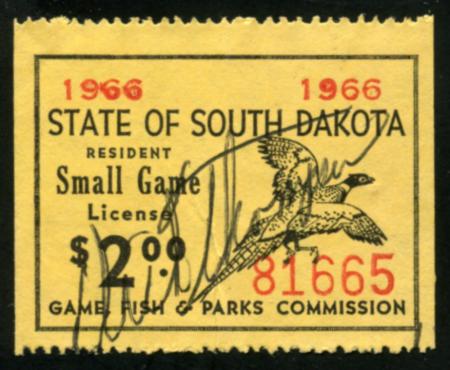 1966 1966
STATE OF SOUTH DAKOTA
RESIDENT
Small Game
License
$2.00
81665
GAME, FISH & PARKS COMMISSION